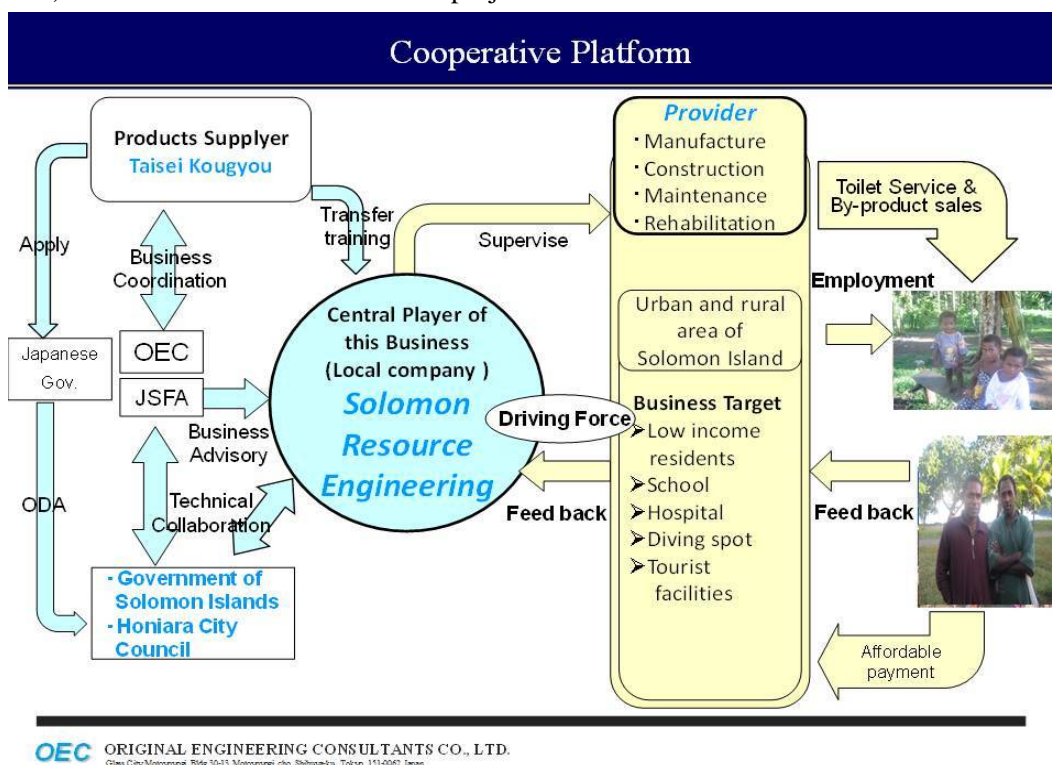 Cooperative Platform
Products Supplyer
Taisei Kougyou
Apply
Business
Coordination
Transfer
training
Supervise
Provider
・Manufacture
・Construction
・Maintenance
・Rehabilitation
Toilet Service &
By-product sales
Employment
Japanese
Gov.
OEC
JSFA
Business
Advisory
Central Player of
this Business
(Local company )
Solomon
Resource
Engineering
Driving Force
Urban and rural
area of
Solomon Island
Business Target
➢Low income
residents
➢School
➢Hospital
➢Diving spot
➢Tourist
facilities
Feed back
Feed back
ODA
Technical
Collaboration
・Government of
Solomon Islands
・Honiara City
Council
Affordable
payment
OEC ORIGINAL ENGINEERING CONSULTANTS CO., LTD.